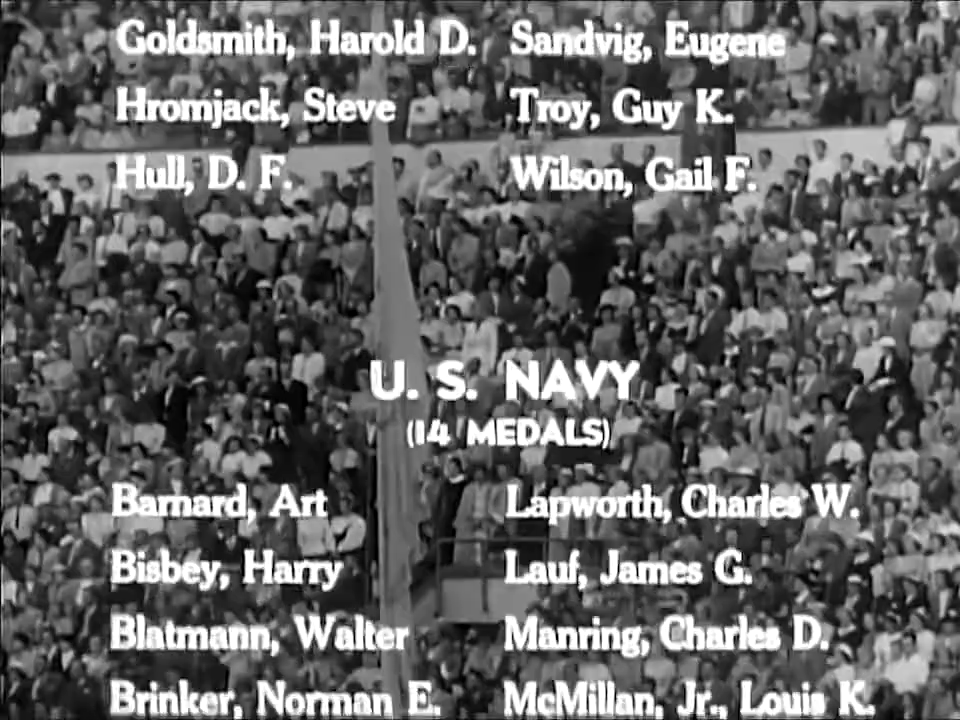 Goldsmith, Harold D. Sandvig, Eugene
Hromjack, Steve Troy, Guy K.
Hull, D. F. Wilson, Gail F.
U. S. NAVY
(14 MEDALS)
Barnard, Art Lapworth, Charles W.
Bisbey, Harry Lauf, James G.
Blatmann, Walter Manring, Charles D.
Brinker, Norman E. McMillan, Jr., Louis K.